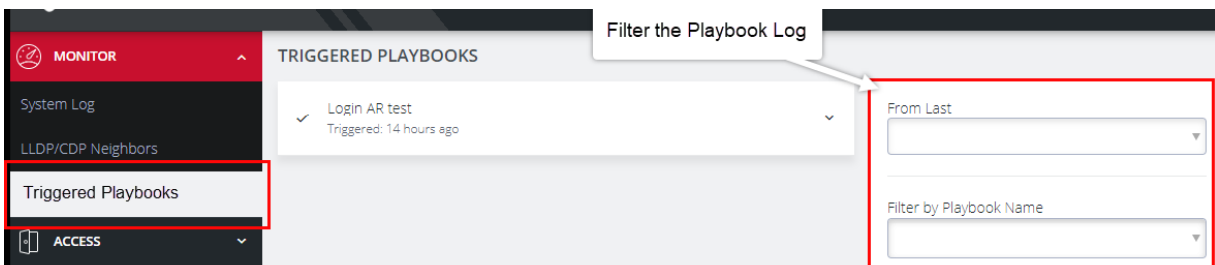 Filter the Playbook Log
MONITOR
TRIGGERED PLAYBOOKS
System Log
Login AR test
Triggered: 14 hours ago
From Last
LLDP/CDP Neighbors
Triggered Playbooks
Filter by Playbook Name
ACCESS